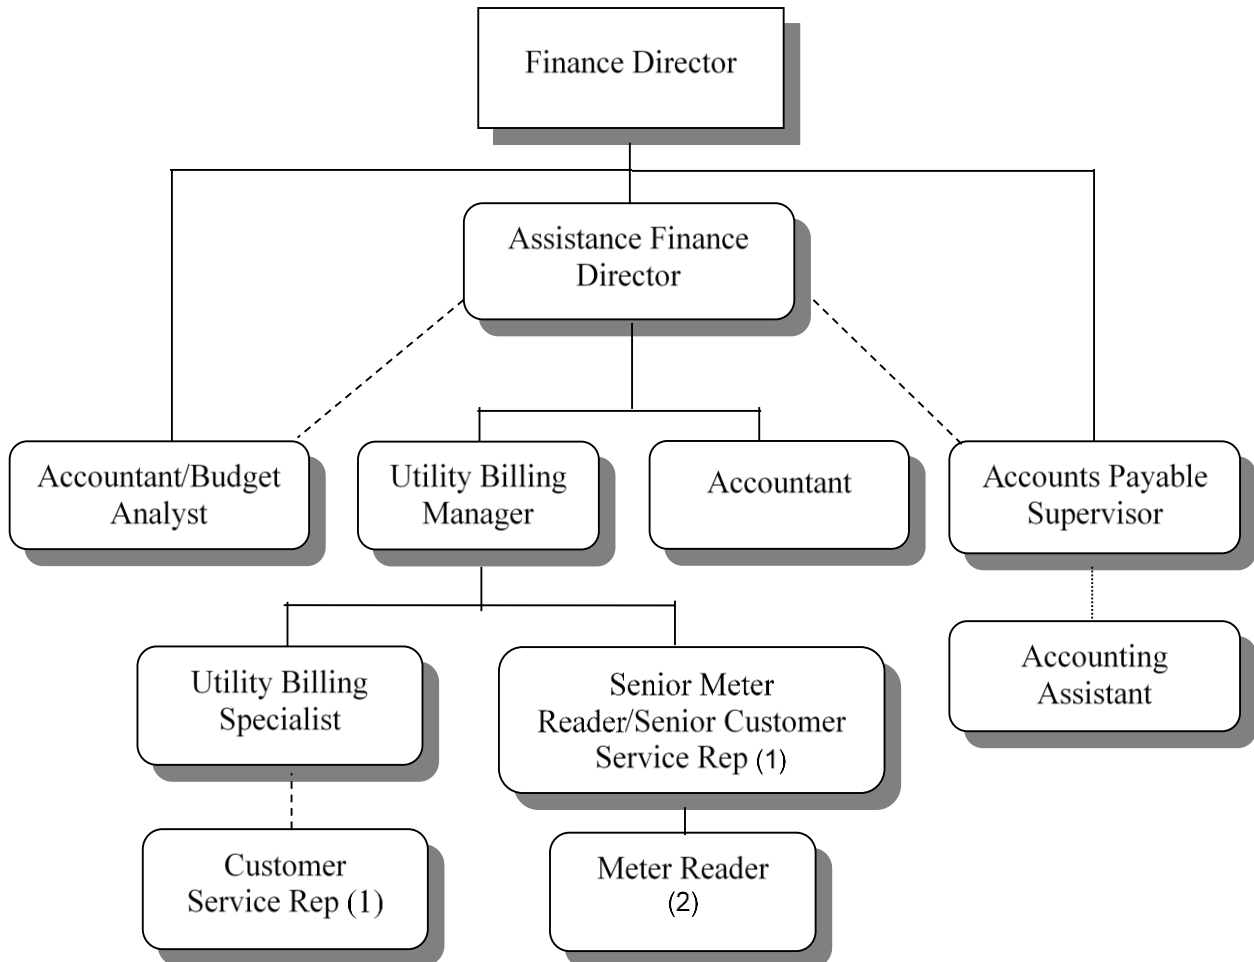 Finance Director
Assistance Finance
Director
Accountant/Budget
Analyst
Utility Billing
Manager
Accountant
Accounts Payable
Supervisor
Utility Billing
Specialist
Senior Meter
Reader/Senior Customer
Service Rep (1)
Accounting
Assistant
Customer
Service Rep (1)
Meter Reader
(2)